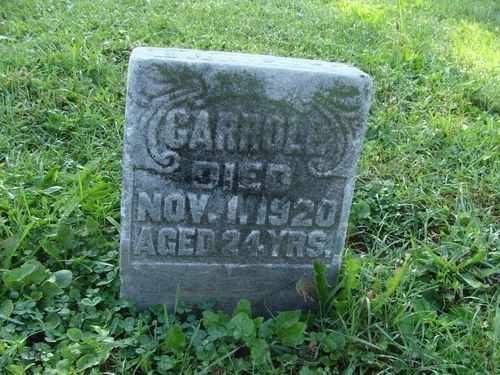 CARROLL
DIED
NOV. 1. 1920
AGED 24 YRS.